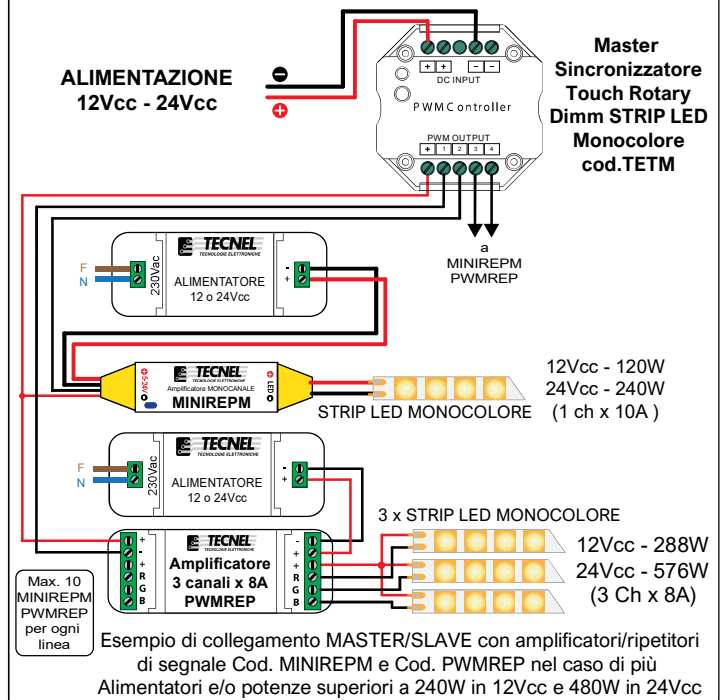 ALIMENTAZIONE
12Vcc - 24Vcc
+ + - -
DC INPUT
PWM Controller
PWM OUTPUT
+ 1 2 3 4
Master
Sincronizzatore
Touch Rotary
Dimm STRIP LED
Monocolore
cod.TETM
a
MINIREPM
PWMREP
F
N
230Vac
TECNEL
TECNOLOGIE ELETTRONICHE
ALIMENTATORE
12 o 24Vcc
-
+
5-24V
TECNEL
TECNOLOGIE ELETTRONICHE
Amplificatore MONOCANALE
MINIREPM
LED
STRIP LED MONOCOLORE
12Vcc - 120W
24Vcc - 240W
(1 ch x 10A )
F
N
230Vac
TECNEL
TECNOLOGIE ELETTRONICHE
ALIMENTATORE
12 o 24Vcc
-
+
+
-
+
R
G
B
TECNEL
TECNOLOGIE ELETTRONICHE
Amplificatore
3 canali x 8A
PWMREP
-
+
+
R
G
B
3 x STRIP LED MONOCOLORE
12Vcc - 288W
24Vcc - 576W
(3 Ch x 8A)
Max. 10
MINIREPM
PWMREP
per ogni
linea
Esempio di collegamento MASTER/SLAVE con amplificatori/ripetitori
di segnale Cod. MINIREPM e Cod. PWMREP nel caso di più
Alimentatori e/o potenze superiori a 240W in 12Vcc e 480W in 24Vcc